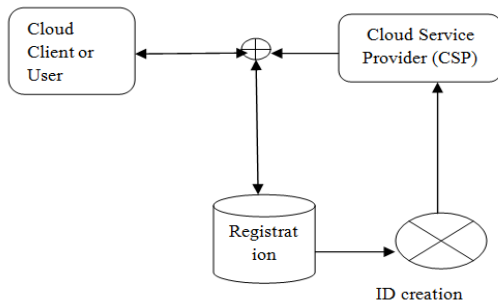 Cloud
Client or
User
Cloud Service
Provider (CSP)
Registrat
ion
ID creation